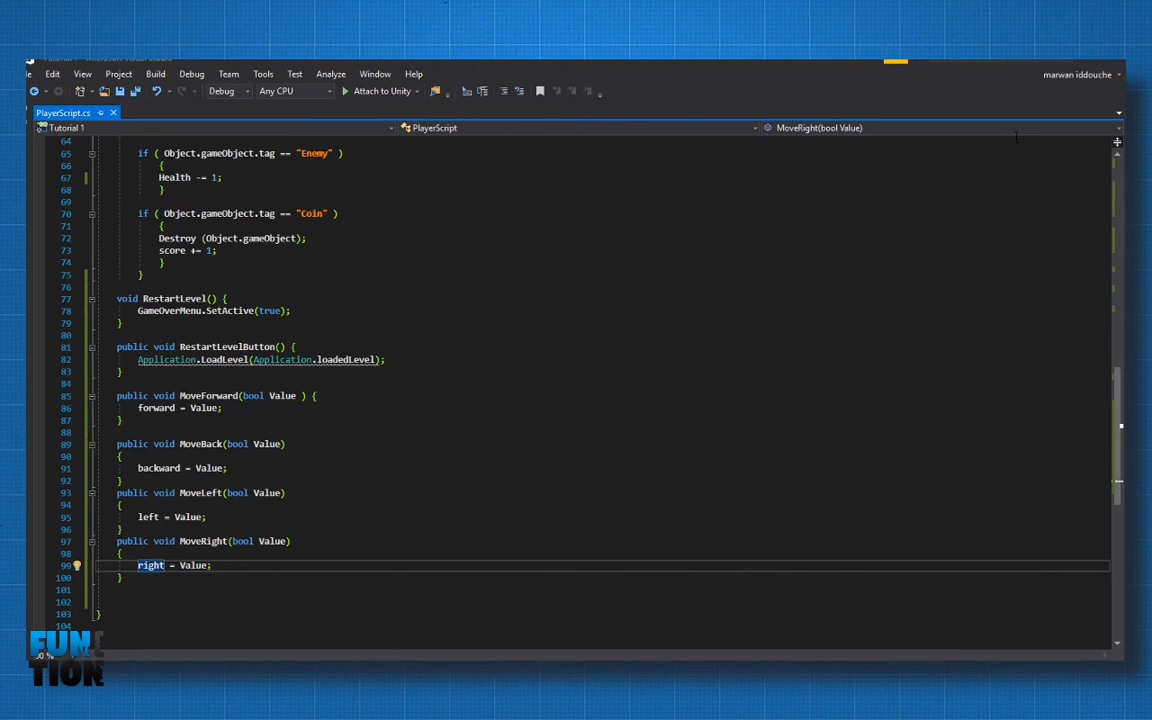 Edit View Project Build Debug Team Tools Test Analyze Window Help marwan iddouche
Debug Any CPU Attach to Unity
PlayerScript.cs
Tutorial 1 PlayerScript MoveRight(bool Value)
64
65 if ( Object.gameObject.tag == "Enemy" )
66 {
67 Health -= 1;
68 }
69
70 if ( Object.gameObject.tag == "Coin" )
71 {
72 Destroy (Object.gameObject);
73 score += 1;
74 }
75 }
76
77 void RestartLevel() {
78 GameOverMenu.SetActive(true);
79 }
80
81 public void RestartLevelButton() {
82 Application.LoadLevel(Application.loadedLevel);
83 }
84
85 public void MoveForward(bool Value ) {
86 forward = Value;
87 }
88
89 public void MoveBack(bool Value)
90 {
91 backward = Value;
92 }
93 public void MoveLeft(bool Value)
94 {
95 left = Value;
96 }
97 public void MoveRight(bool Value)
98 {
99 right = Value;
100 }
101
102
103 }
104
FUN
TION